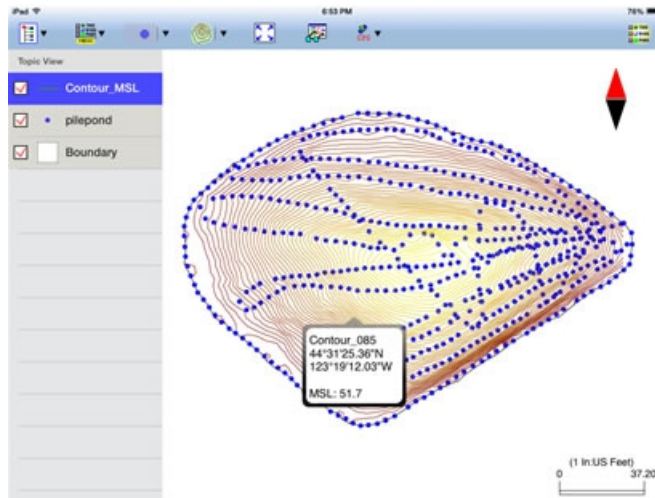 iPad 6:53 PM 76%
Topic View
Contour_MSL
pilepond
Boundary
Contour_085
44°31'25.36"N
123°19'12.03"W
MSL: 51.7
(1 In:US Feet)
0 37.20